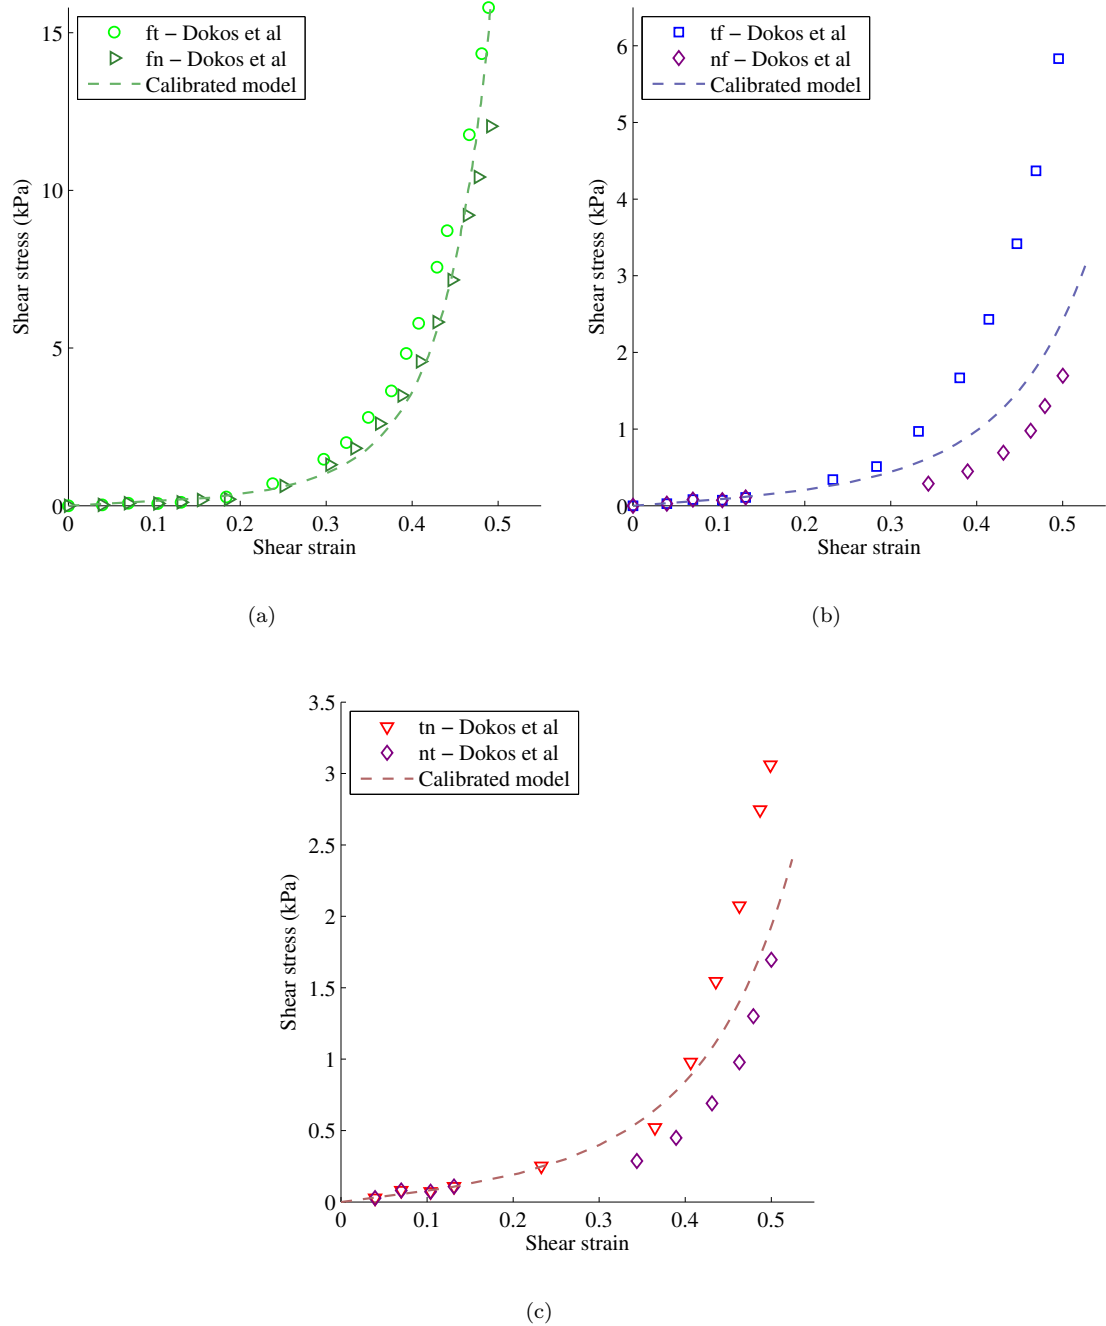 ft − Dokos et al
fn − Dokos et al
Calibrated model
15
10
5
0
Shear stress (kPa)
0 0.1 0.2 0.3 0.4 0.5
Shear strain
(a)
tf − Dokos et al
nf − Dokos et al
Calibrated model
6
5
4
3
2
1
0
Shear stress (kPa)
0 0.1 0.2 0.3 0.4 0.5
Shear strain
(b)
tn − Dokos et al
nt − Dokos et al
Calibrated model
3.5
3
2.5
2
1.5
1
0.5
0
Shear stress (kPa)
0 0.1 0.2 0.3 0.4 0.5
Shear strain
(c)